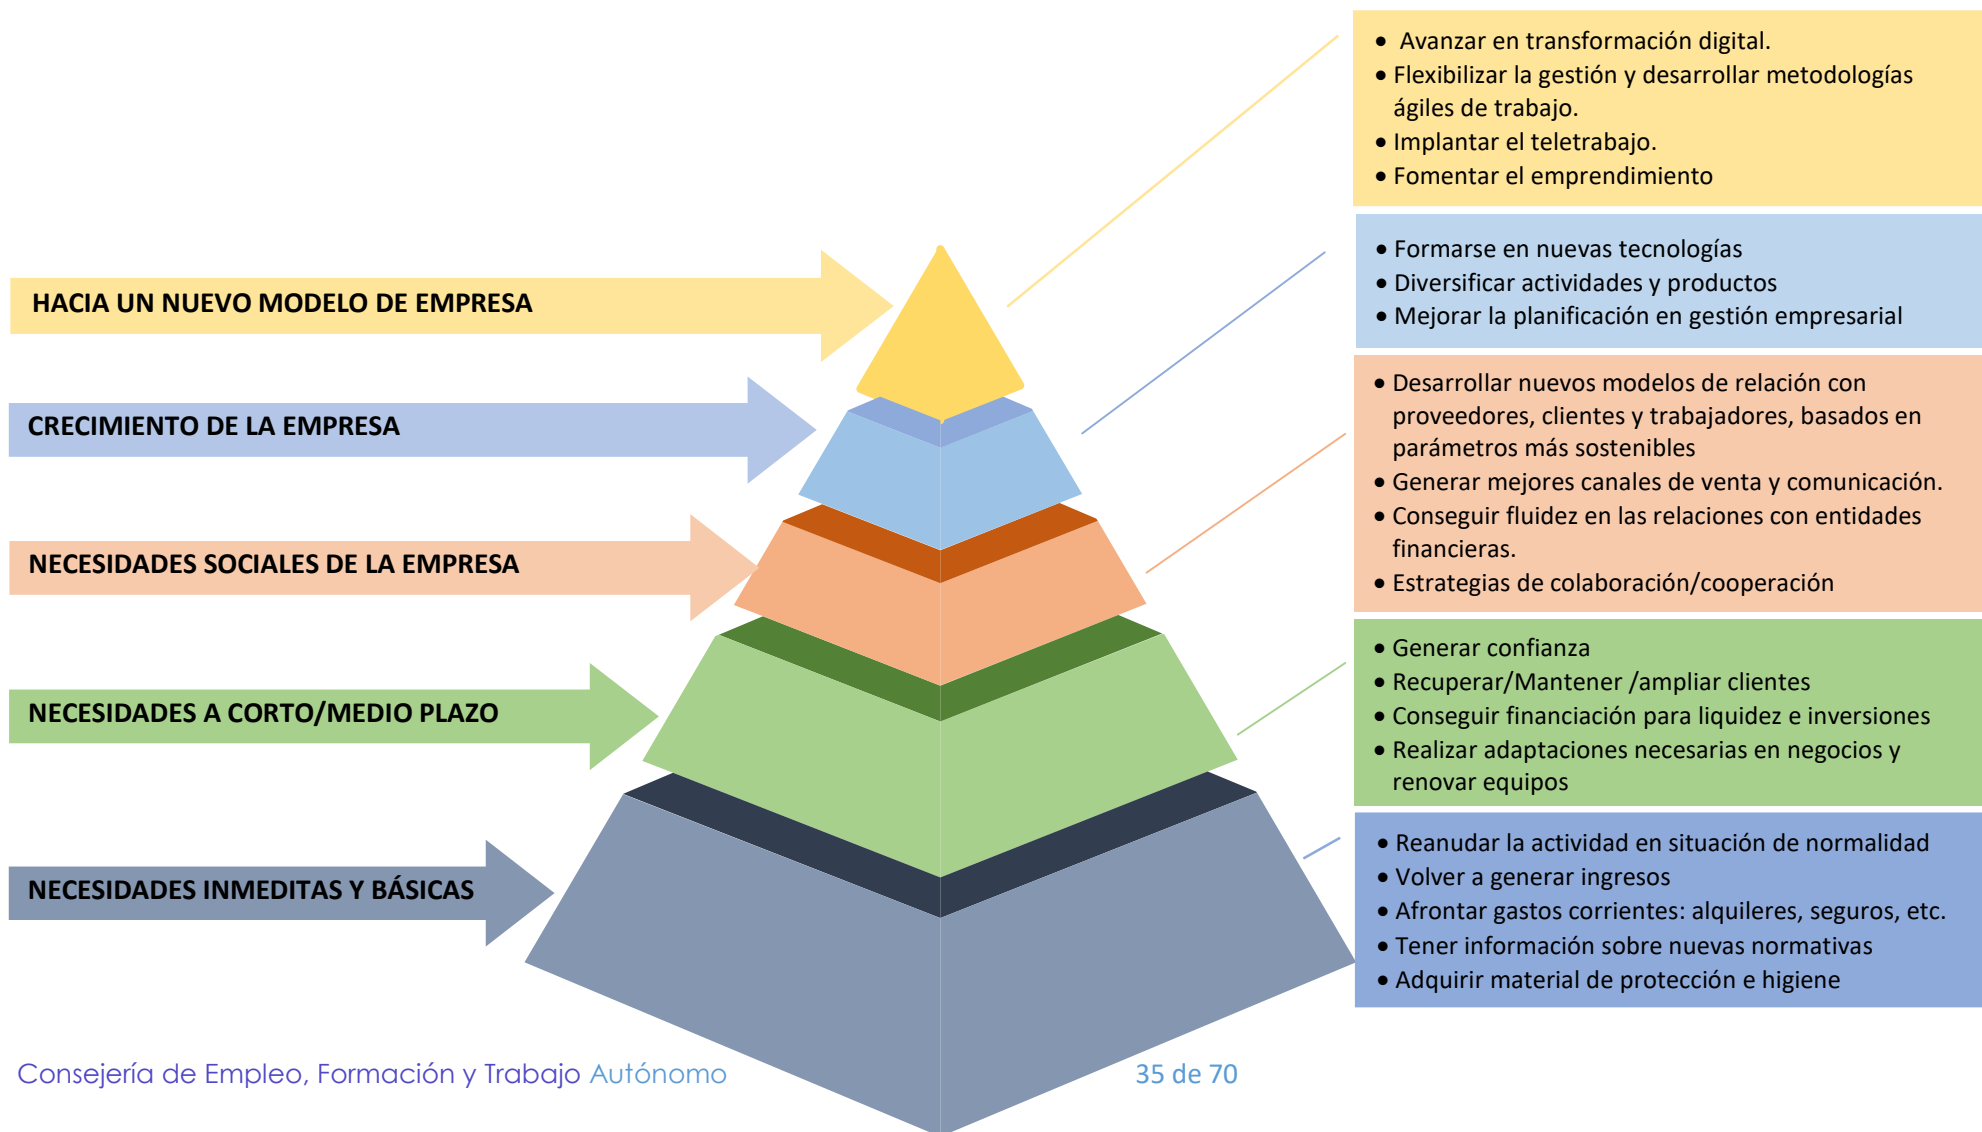 HACIA UN NUEVO MODELO DE EMPRESA
CRECIMIENTO DE LA EMPRESA
NECESIDADES SOCIALES DE LA EMPRESA
NECESIDADES A CORTO/MEDIO PLAZO
NECESIDADES INMEDITAS Y BÁSICAS
• Avanzar en transformación digital.
• Flexibilizar la gestión y desarrollar metodologías
ágiles de trabajo.
• Implantar el teletrabajo.
• Fomentar el emprendimiento
• Formarse en nuevas tecnologías
• Diversificar actividades y productos
• Mejorar la planificación en gestión empresarial
• Desarrollar nuevos modelos de relación con
proveedores, clientes y trabajadores, basados en
parámetros más sostenibles
• Generar mejores canales de venta y comunicación.
• Conseguir fluidez en las relaciones con entidades
financieras.
• Estrategias de colaboración/cooperación
• Generar confianza
• Recuperar/Mantener /ampliar clientes
• Conseguir financiación para liquidez e inversiones
• Realizar adaptaciones necesarias en negocios y
renovar equipos
• Reanudar la actividad en situación de normalidad
• Volver a generar ingresos
• Afrontar gastos corrientes: alquileres, seguros, etc.
• Tener información sobre nuevas normativas
• Adquirir material de protección e higiene
Consejería de Empleo, Formación y Trabajo Autónomo
35 de 70